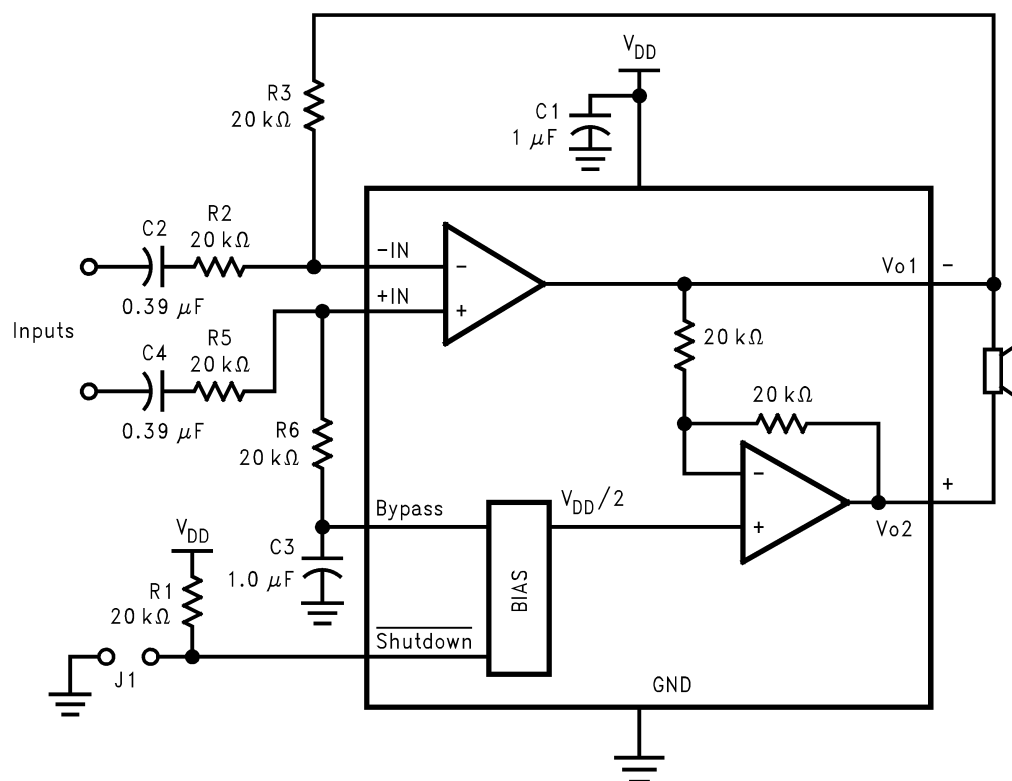 V_DD
R3
20 kΩ
C1
1 μF
R2
C2
20 kΩ
-IN
0.39 μF
-
Vo1 -
+IN
+
Inputs
R5
C4
20 kΩ
20 kΩ
20 kΩ
0.39 μF
R6
20 kΩ
-
+
Bypass
V_DD/2
+
Vo2
V_DD
C3
1.0 μF
R1
20 kΩ
BIAS
Shutdown
J1
GND